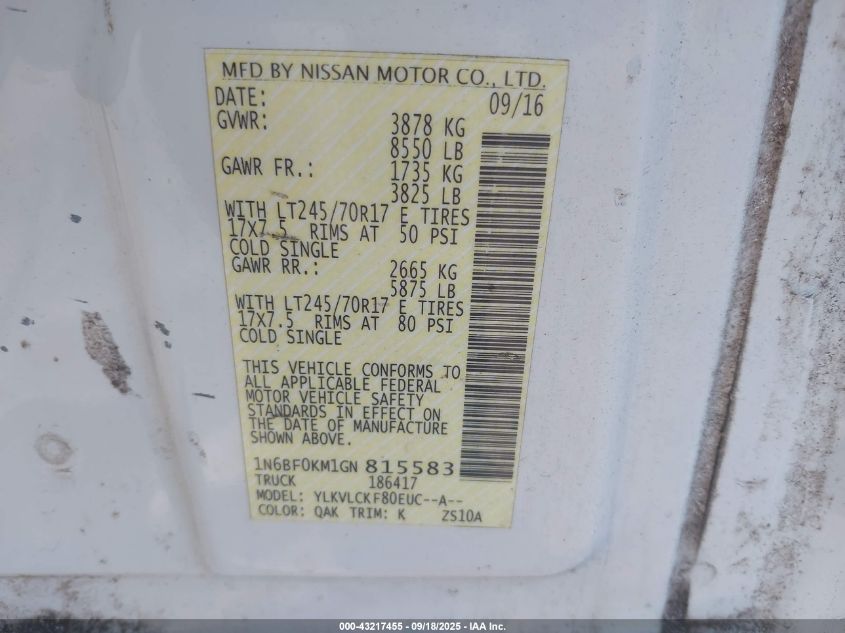 MFD BY NISSAN MOTOR CO., LTD.
DATE: 09/16
GVWR: 3878 KG
8550 LB
GAWR FR.: 1735 KG
3825 LB
WITH LT245/70R17 E TIRES
17X7.5 RIMS AT 50 PSI
COLD SINGLE
GAWR RR.: 2665 KG
5875 LB
WITH LT245/70R17 E TIRES
17X7.5 RIMS AT 80 PSI
COLD SINGLE
THIS VEHICLE CONFORMS TO
ALL APPLICABLE FEDERAL
MOTOR VEHICLE SAFETY
STANDARDS IN EFFECT ON
THE DATE OF MANUFACTURE
SHOWN ABOVE.
1N6BF0KM1GN 815583
TRUCK 186417
MODEL: YLKVLCKF80EUC--A--
COLOR: QAK TRIM: K ZS10A
000-43217455 - 09/18/2025 - IAA Inc.